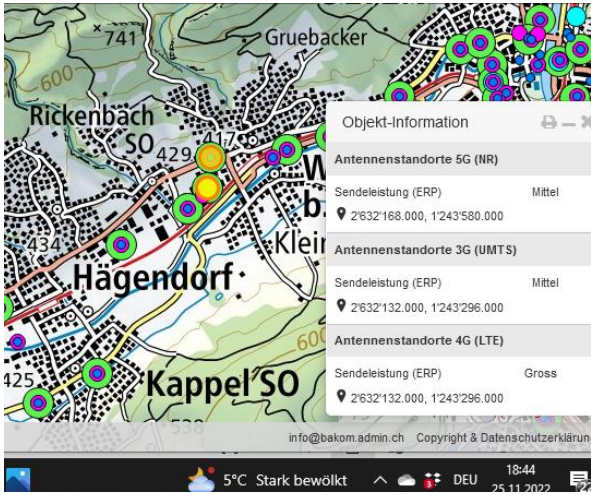 741
Gruebacker
600
Rickenbach
SO
417
429
W
b.
Klein
434
Hägendorf
600
425
Kappel SO
Objekt-Information
Antennenstandorte 5G (NR)
Sendeleistung (ERP) Mittel
2'632'168.000, 1'243'580.000
Antennenstandorte 3G (UMTS)
Sendeleistung (ERP) Mittel
2'632'132.000, 1'243'296.000
Antennenstandorte 4G (LTE)
Sendeleistung (ERP) Gross
2'632'132.000, 1'243'296.000
info@bakom.admin.ch Copyright & Datenschutzerklärun
5°C Stark bewölkt DEU 18:44
25.11.2022